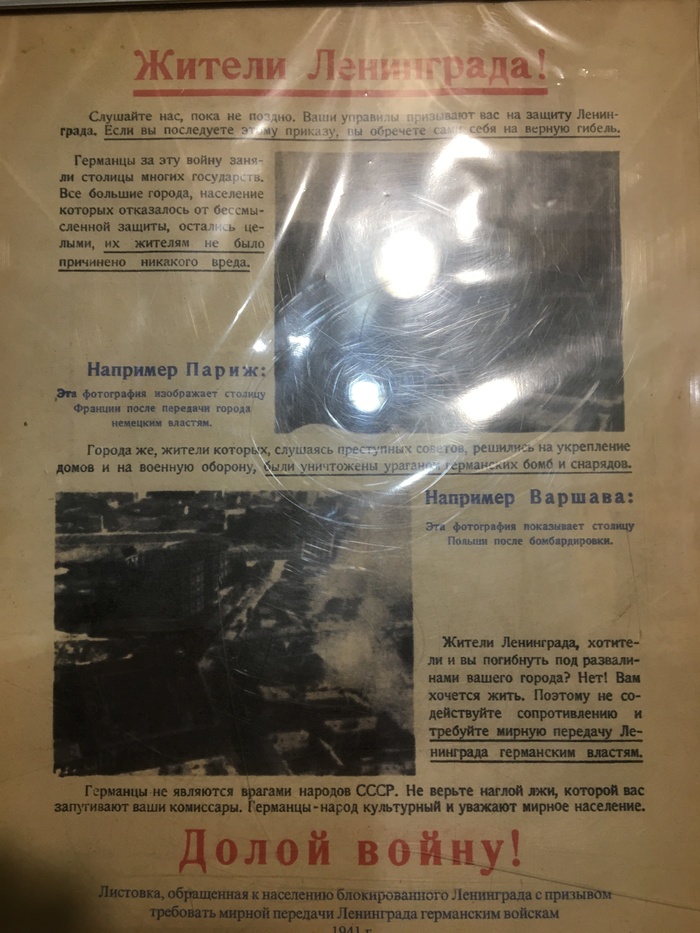 Жители Ленинграда!
Слушайте нас, пока не поздно. Ваши управилы призывают вас на защиту Ленин-
града. Если вы последуете этому приказу, вы обречете сами себя на верную гибель.
Германцы за эту войну заня-
ли столицы многих государств.
Все большие города, население
которых отказалось от бессмы-
сленной защиты, остались це-
лыми, их жителям не было
причинено никакого вреда.
Например Париж:
Эта фотография изображает столицу
Франции после передачи города
немецким властям.
Города же, жители которых, слушаясь преступных советов, решились на укрепление
домов и на военную оборону, были уничтожены ураганом германских бомб и снарядов.
Например Варшава:
Эта фотография показывает столицу
Польши после бомбардировки.
Жители Ленинграда, хотите-
ли и вы погибнуть под развали-
нами вашего города? Нет! Вам
хочется жить. Поэтому не со-
действуйте сопротивлению и
требуйте мирную передачу Ле-
нинграда германским властям.
Германцы не являются врагами народов СССР. Не верьте наглой лжи, которой вас
запугивают ваши комиссары. Германцы-народ культурный и уважают мирное население.
Долой войну!
Листовка, обращенная к населению блокированного Ленинграда с призывом
требовать мирной передачи Ленинграда германским войскам
1941 г.